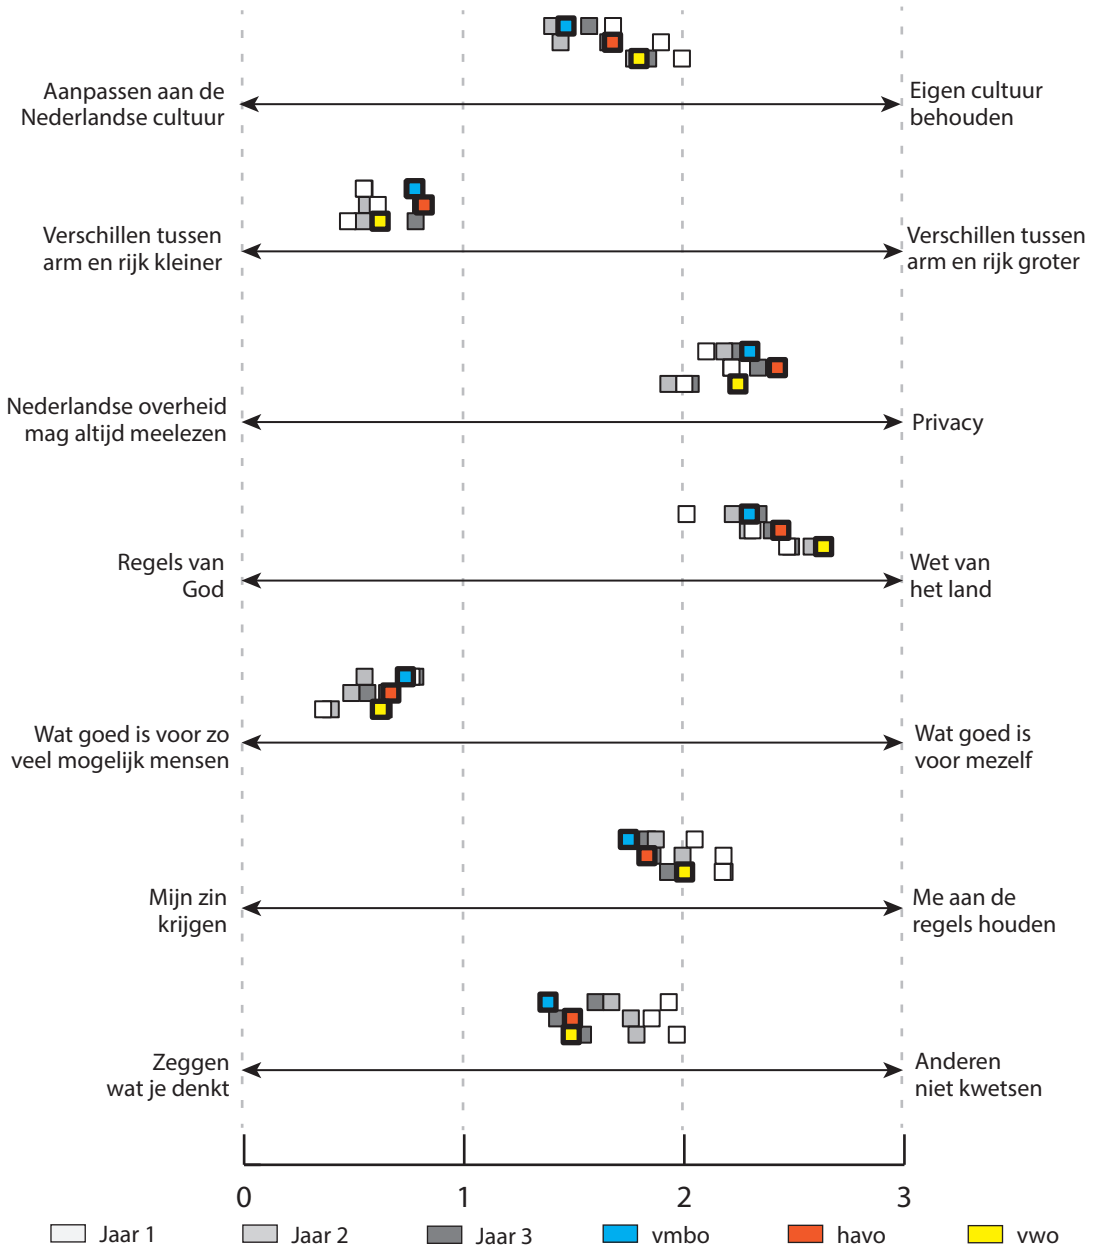 Aanpassen aan de
Nederlandse cultuur
Eigen cultuur
behouden
Verschillen tussen
arm en rijk kleiner
Verschillen tussen
arm en rijk groter
Nederlandse overheid
mag altijd meelezen
Privacy
Regels van
God
Wet van
het land
Wat goed is voor zo
veel mogelijk mensen
Wat goed is
voor mezelf
Mijn zin
krijgen
Me aan de
regels houden
Zeggen
wat je denkt
Anderen
niet kwetsen
0 1 2 3
Jaar 1 Jaar 2 Jaar 3 vmbo havo vwo